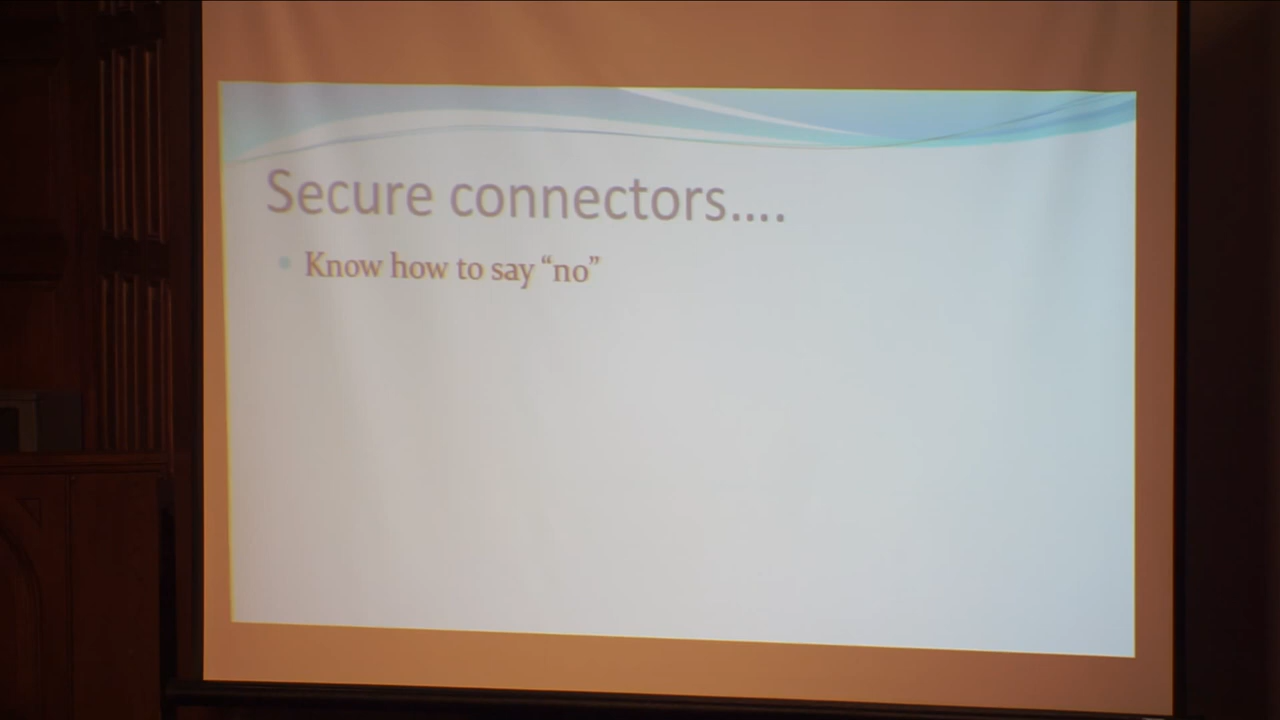 Secure connectors....
• Know how to say “no”